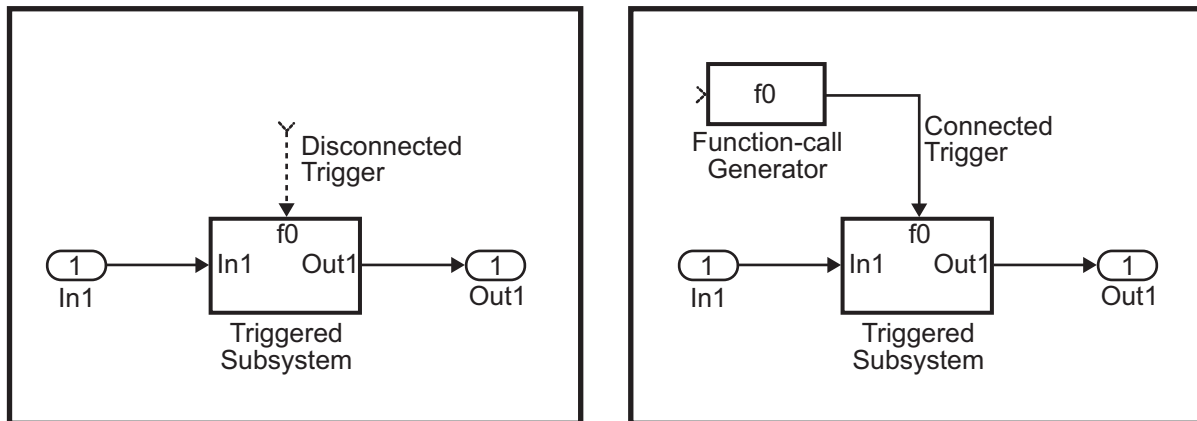 Disconnected
Trigger
f0
1
In1
In1
Out1
1
Out1
Triggered
Subsystem
f0
Function-call
Generator
Connected
Trigger
f0
1
In1
In1
Out1
1
Out1
Triggered
Subsystem